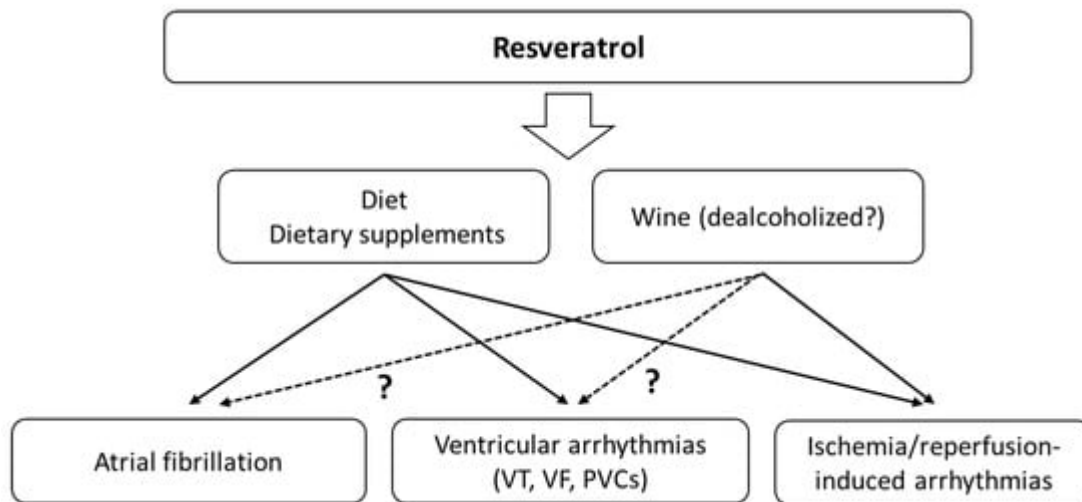 Resveratrol
Diet
Dietary supplements
Wine (dealcoholized?)
?
?
Atrial fibrillation
Ventricular arrhythmias
(VT, VF, PVCs)
Ischemia/reperfusion-
induced arrhythmias